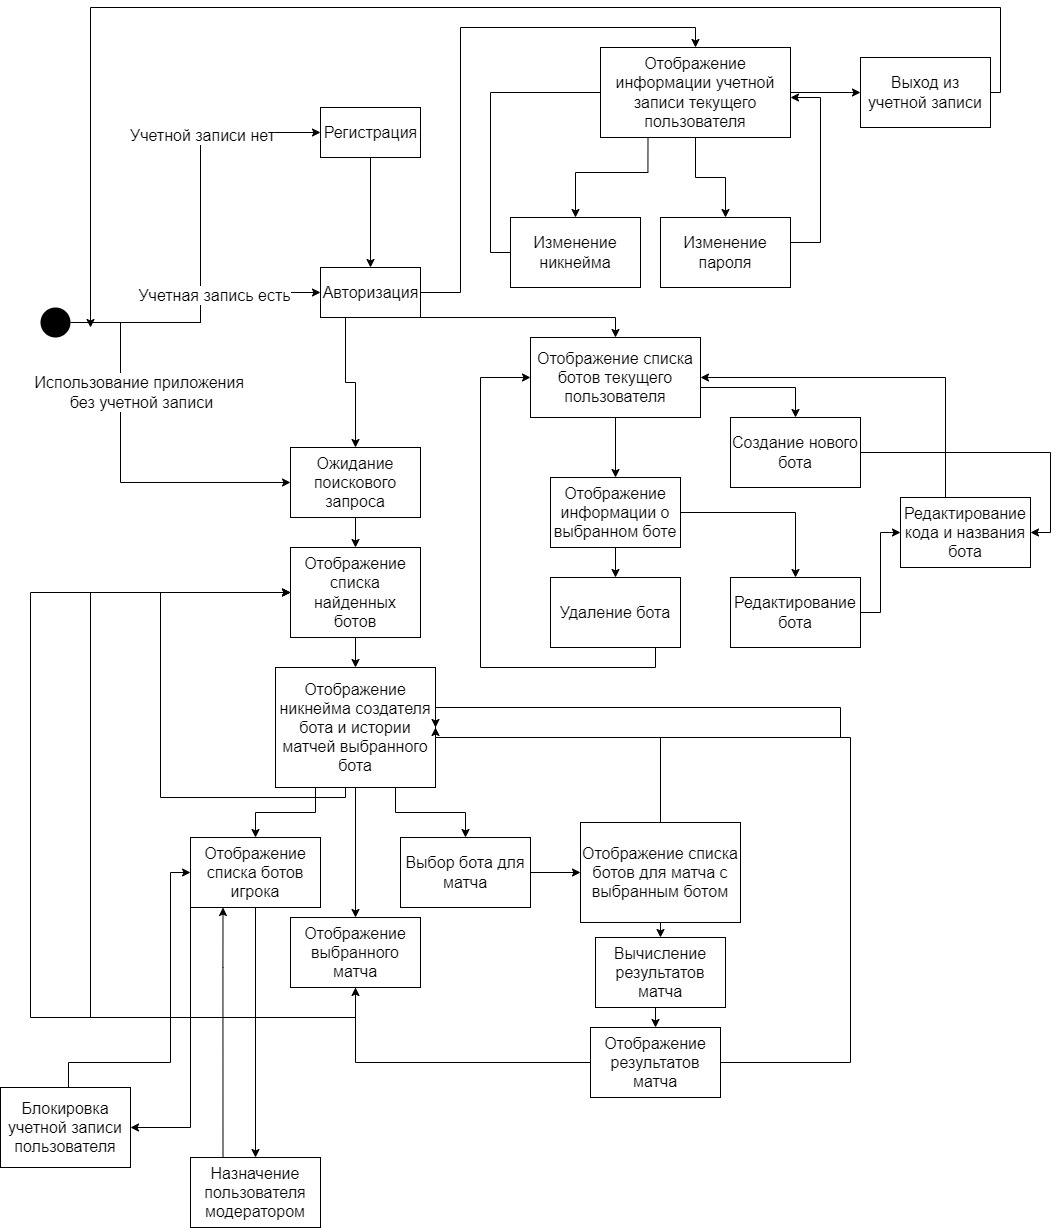 Отображение
информации учетной
записи текущего
пользователя
Выход из
учетной записи
Учетной записи нет
Регистрация
Изменение
никнейма
Изменение
пароля
Учетная запись есть
Авторизация
Отображение списка
ботов текущего
пользователя
Использование приложения
без учетной записи
Создание нового
бота
Ожидание
поискового
запроса
Отображение
информации о
выбранном боте
Редактирование
кода и названия
бота
Отображение
списка
найденных
ботов
Удаление бота
Редактирование
бота
Отображение
никнейма создателя
бота и истории
матчей выбранного
бота
Отображение
списка ботов
игрока
Выбор бота для
матча
Отображение списка
ботов для матча с
выбранным ботом
Отображение
выбранного
матча
Вычисление
результатов
матча
Отображение
результатов
матча
Блокировка
учетной записи
пользователя
Назначение
пользователя
модератором